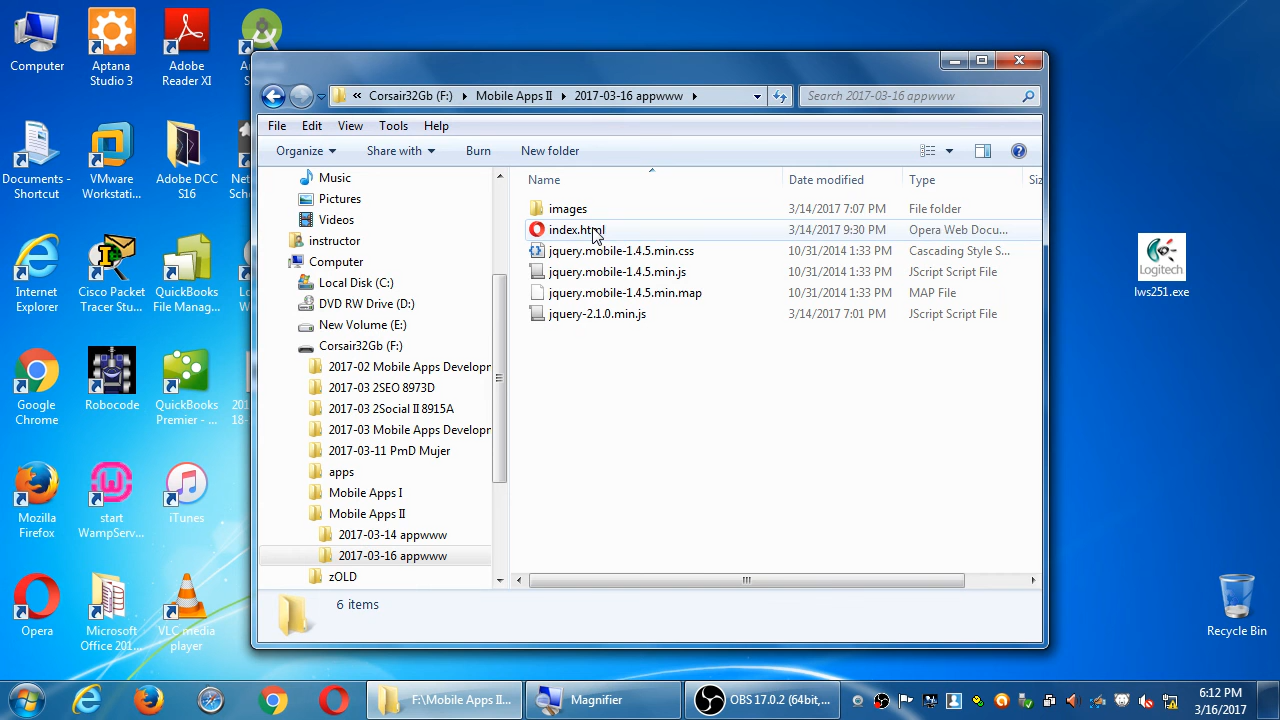 Computer
Aptana
Studio 3
Adobe
Reader XI
Documents -
Shortcut
VMware
Workstati...
Adobe DCC
S16
Internet
Explorer
Cisco Packet
Tracer Stu...
QuickBooks
File Manag...
Google
Chrome
Robocode
QuickBooks
Premier - ...
Mozilla
Firefox
start
WampServ...
iTunes
Opera
Microsoft
Office 201...
VLC media
player
« Corsair32Gb (F:) Mobile Apps II 2017-03-16 appwww
Search 2017-03-16 appwww
File Edit View Tools Help
Organize Share with Burn New folder
Music
Pictures
Videos
instructor
Computer
Local Disk (C:)
DVD RW Drive (D:)
New Volume (E:)
Corsair32Gb (F:)
2017-02 Mobile Apps Developr
2017-03 2SEO 8973D
2017-03 2Social II 8915A
2017-03 Mobile Apps Developr
2017-03-11 PmD Mujer
apps
Mobile Apps I
Mobile Apps II
2017-03-14 appwww
2017-03-16 appwww
zOLD
Name Date modified Type Siz
images 3/14/2017 7:07 PM File folder
index.html 3/14/2017 9:30 PM Opera Web Docu...
jquery.mobile-1.4.5.min.css 10/31/2014 1:33 PM Cascading Style S...
jquery.mobile-1.4.5.min.js 10/31/2014 1:33 PM JScript Script File
jquery.mobile-1.4.5.min.map 10/31/2014 1:33 PM MAP File
jquery-2.1.0.min.js 3/14/2017 7:01 PM JScript Script File
6 items
Logitech
lws251.exe
Recycle Bin
F:\Mobile Apps II... Magnifier OBS 17.0.2 (64bit,...
6:12 PM
3/16/2017